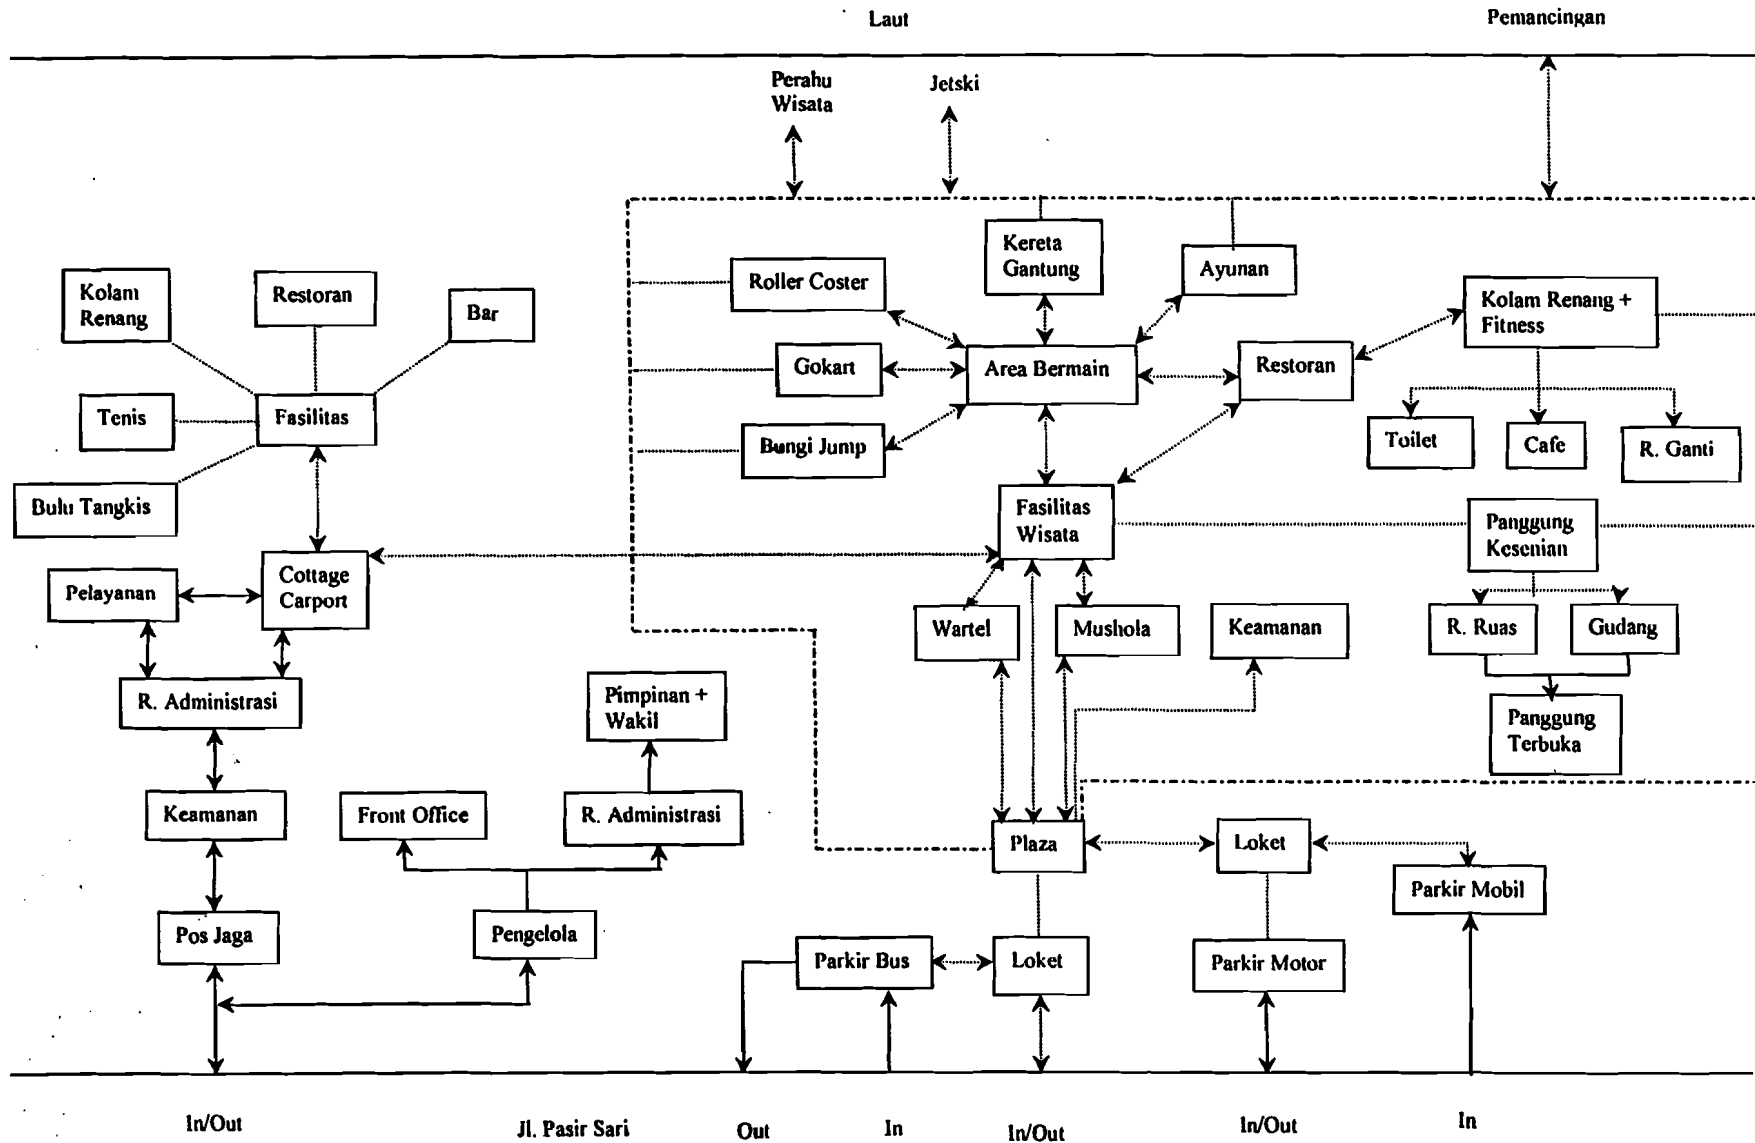 Laut
Pemancingan
Perahu
Wisata
Jetski
Kereta
Gantung
Ayunan
Roller Coster
Kolam
Renang
Restoran
Bar
Kolam Renang +
Fitness
Gokart
Area Bermain
Restoran
Tenis
Fasilitas
Bungi Jump
Toilet
Cafe
R. Ganti
Bulu Tangkis
Fasilitas
Wisata
Panggung
Kesenian
Pelayanan
Cottage
Carport
Wartel
Mushola
Keamanan
R. Ruas
Gudang
R. Administrasi
Pimpinan +
Wakil
Panggung
Terbuka
Keamanan
Front Office
R. Administrasi
Plaza
Loket
Parkir Mobil
Pos Jaga
Pengelola
Parkir Bus
Loket
Parkir Motor
In/Out
Jl. Pasir Sari
Out
In
In/Out
In/Out
In